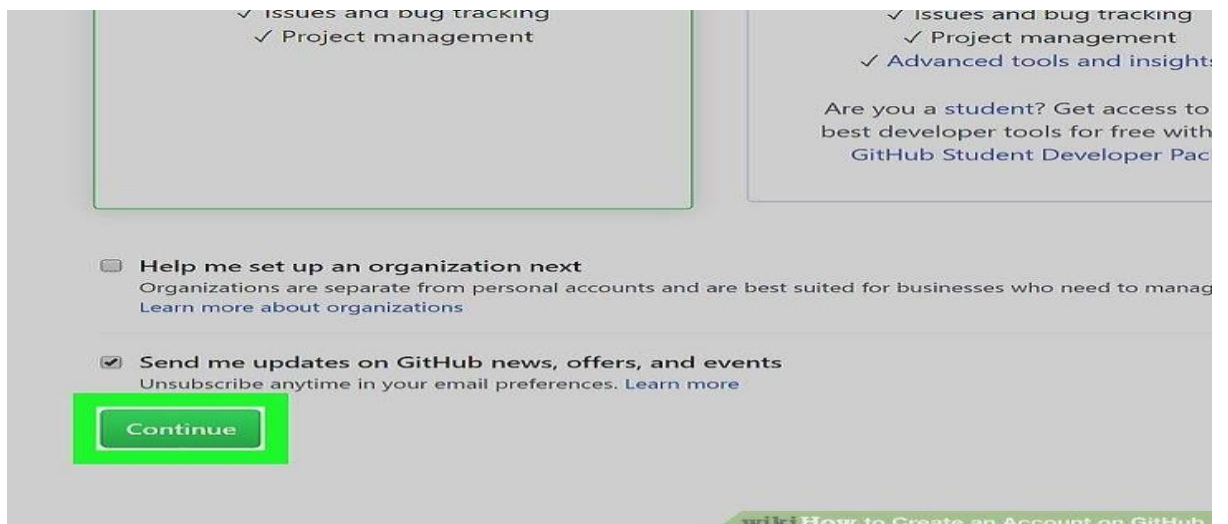 ✓ Issues and bug tracking
✓ Project management
✓ Issues and bug tracking
✓ Project management
✓ Advanced tools and insights
Are you a student? Get access to
best developer tools for free with
GitHub Student Developer Pac
Help me set up an organization next
Organizations are separate from personal accounts and are best suited for businesses who need to manag
Learn more about organizations
Send me updates on GitHub news, offers, and events
Unsubscribe anytime in your email preferences. Learn more
Continue
wikiHow to Create an Account on GitHub